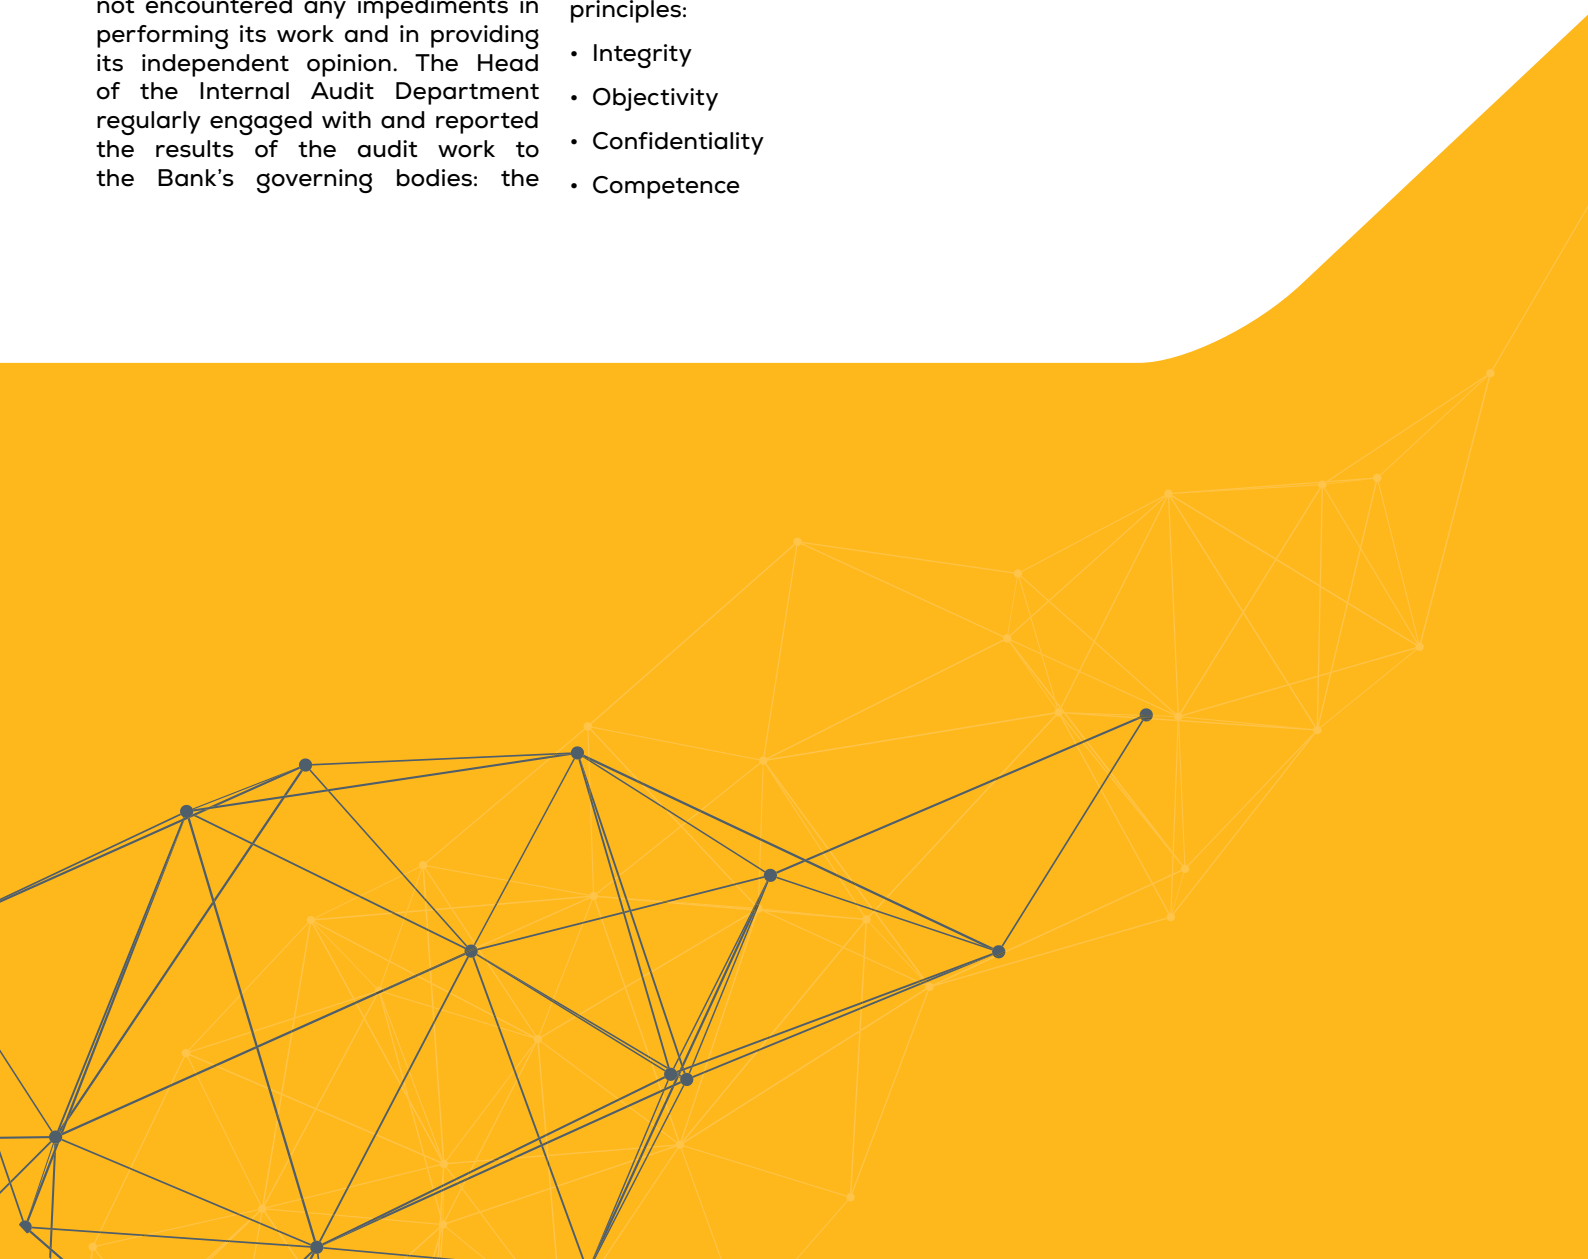 not encountered any impediments in
performing its work and in providing
its independent opinion. The Head
of the Internal Audit Department
regularly engaged with and reported
the results of the audit work to
the Bank’s governing bodies: the
principles:
• Integrity
• Objectivity
• Confidentiality
• Competence